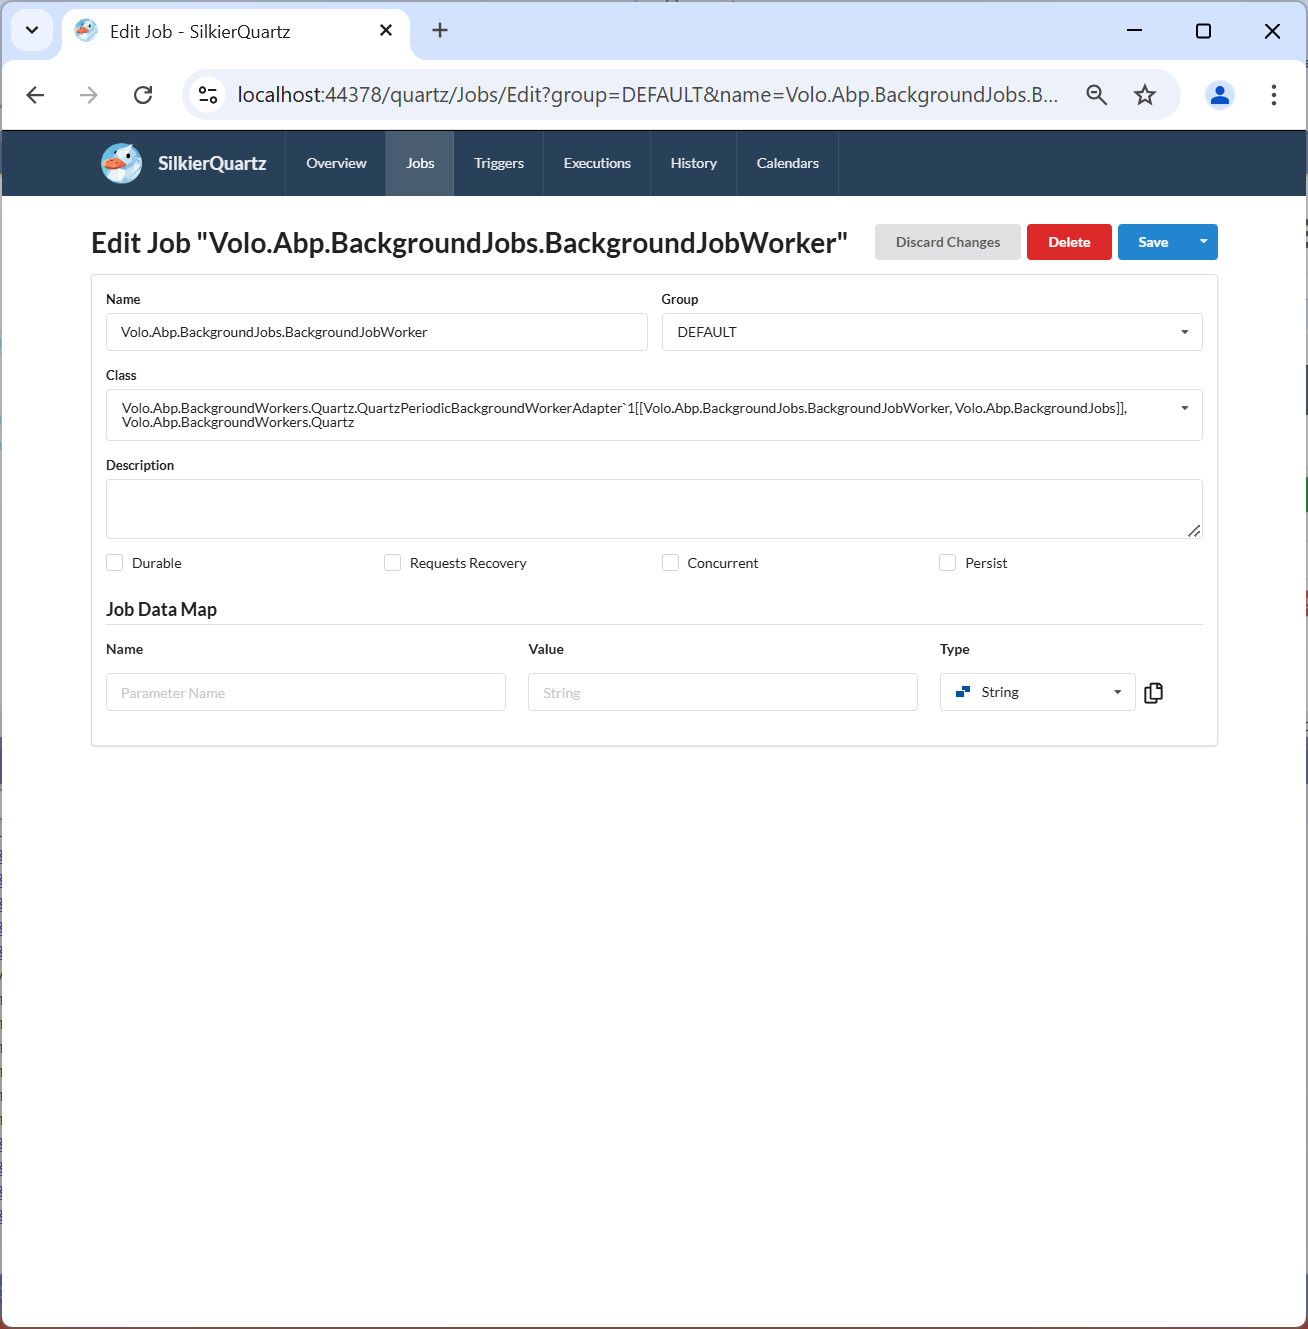 Edit Job - SilkierQuartz
localhost:44378/quartz/Jobs/Edit?group=DEFAULT&name=Volo.Abp.BackgroundJobs.B...
SilkierQuartz
Overview
Jobs
Triggers
Executions
History
Calendars
Edit Job "Volo.Abp.BackgroundJobs.BackgroundJobWorker"
Discard Changes
Delete
Save
Name
Group
Volo.Abp.BackgroundJobs.BackgroundJobWorker
DEFAULT
Class
Volo.Abp.BackgroundWorkers.Quartz.QuartzPeriodicBackgroundWorkerAdapter`1[[Volo.Abp.BackgroundJobs.BackgroundJobWorker, Volo.Abp.BackgroundJobs]],
Volo.Abp.BackgroundWorkers.Quartz
Description
Durable
Requests Recovery
Concurrent
Persist
Job Data Map
Name
Value
Type
Parameter Name
String
String